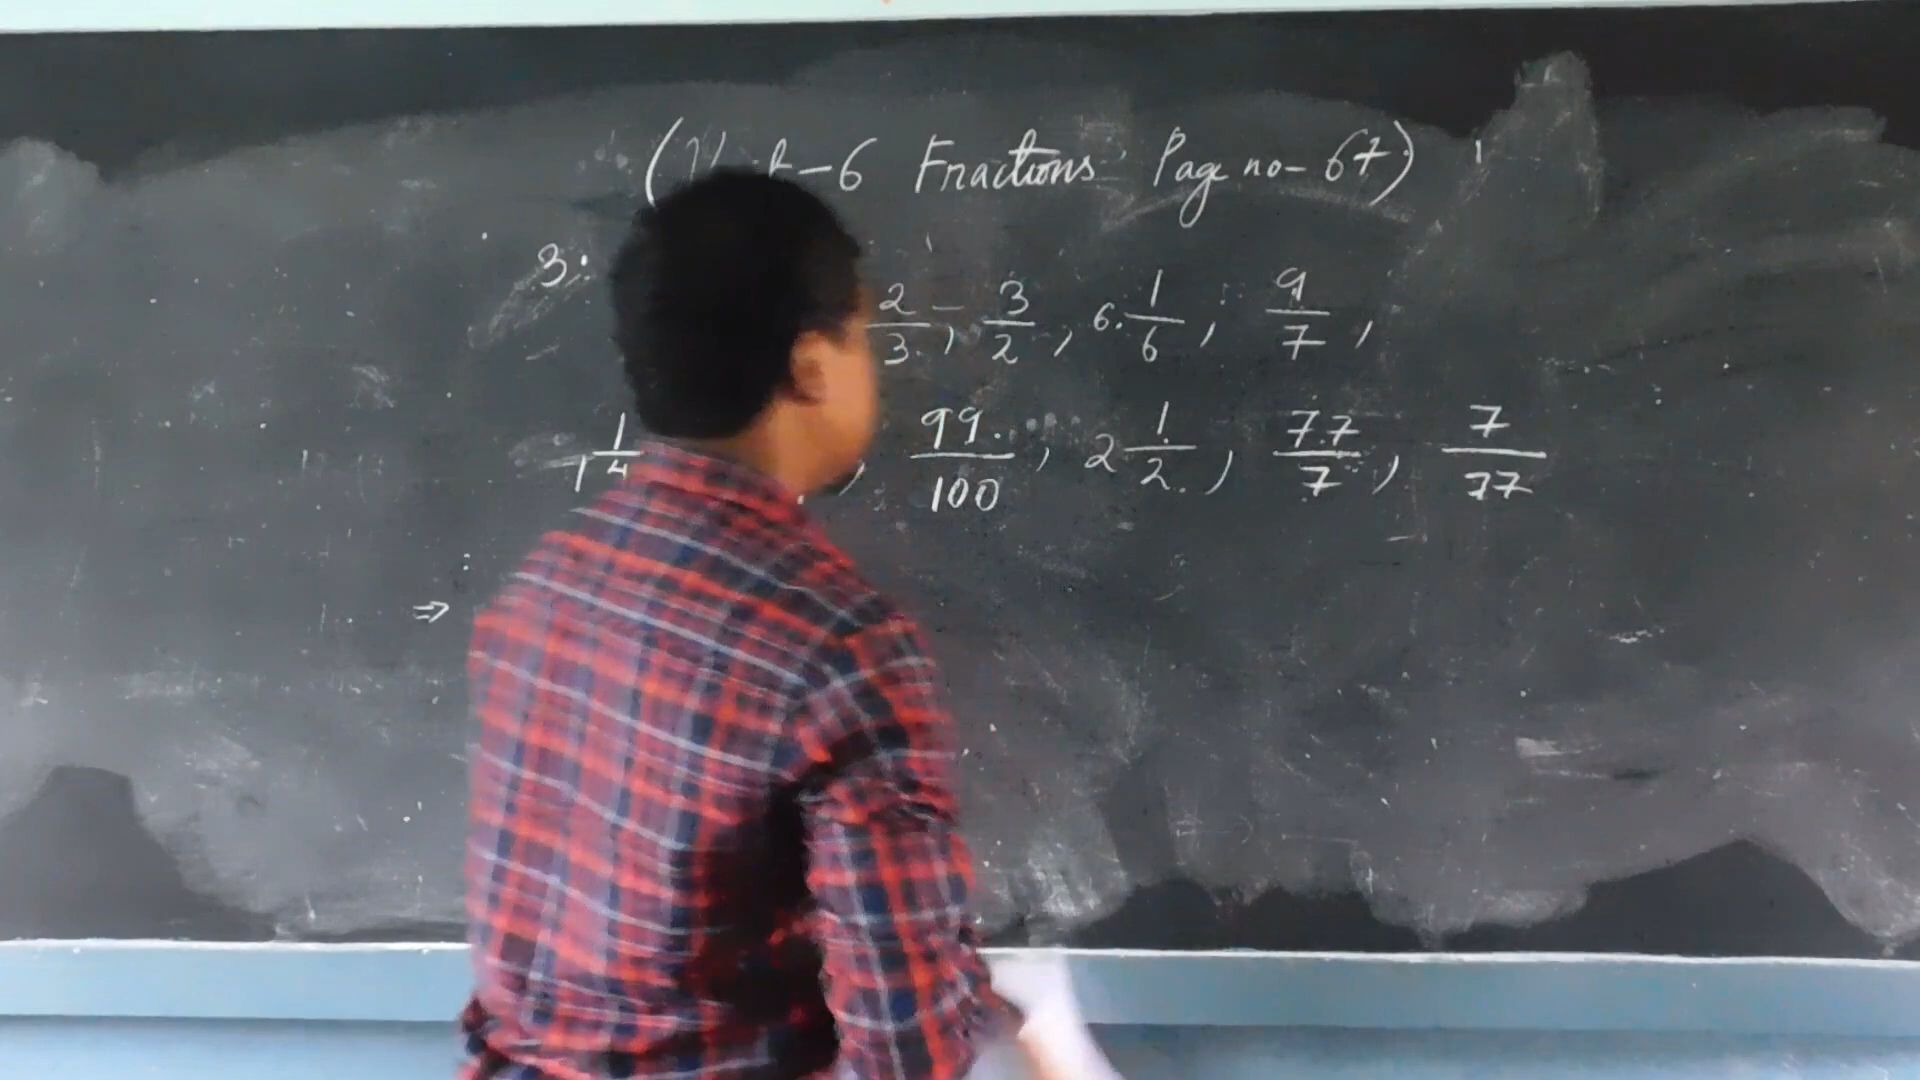 -6 Fractions Page no-67)
3. 2/3, 3/2, 6 1/6, 9/7,
1 1/4 , 99/100, 2 1/2, 77/7, 7/77
⇒